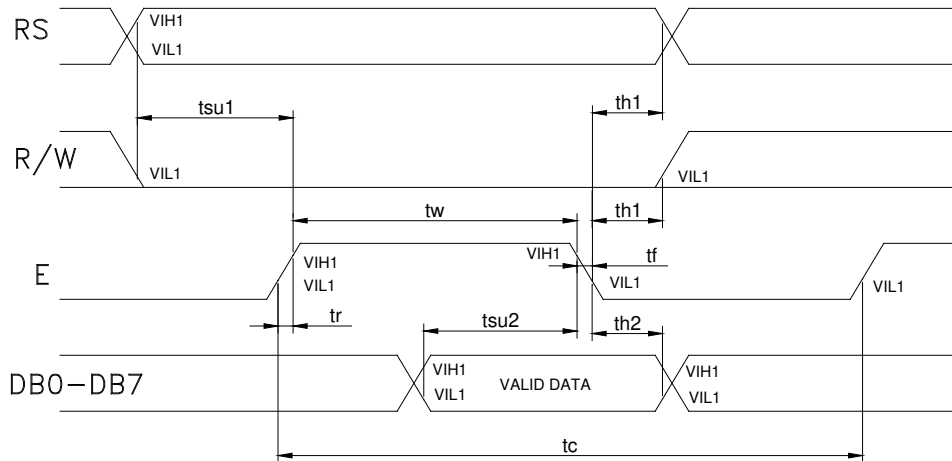 RS
VIH1
VIL1
tsu1
th1
R/W
VIL1
VIL1
tw
th1
E
VIH1
VIL1
VIH1
tf
VIL1
VIL1
tr
tsu2
th2
DB0-DB7
VIH1
VIL1
VALID DATA
VIH1
VIL1
tc